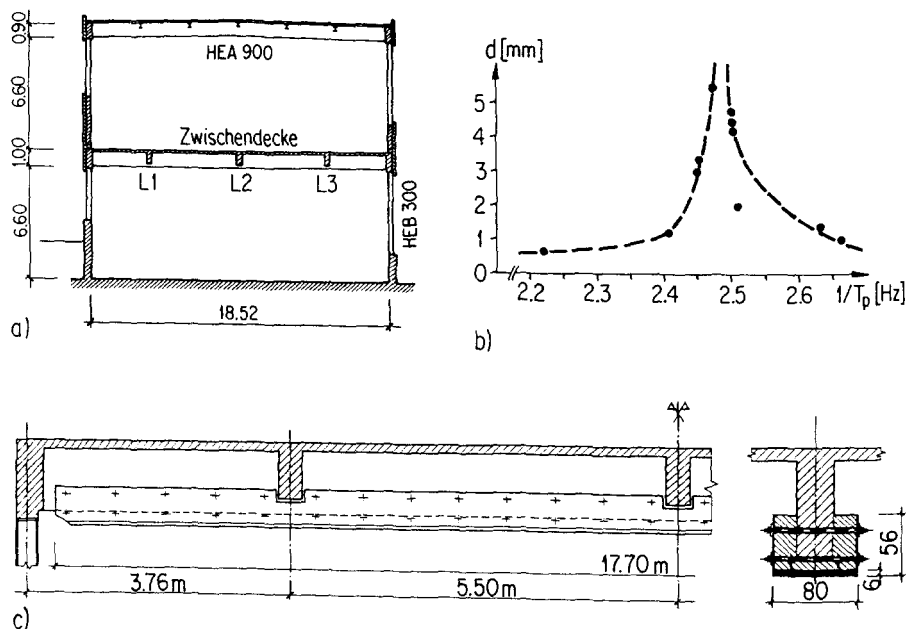 0.90
6.60
1.00
6.60
HEA 900
Zwischendecke
L1 L2 L3
HEB 300
18.52
a)
d [mm]
5
4
3
2
1
0
2.2 2.3 2.4 2.5 2.6 1/Tp [Hz]
b)
17.70 m
3.76 m 5.50 m
c)
56
6
80